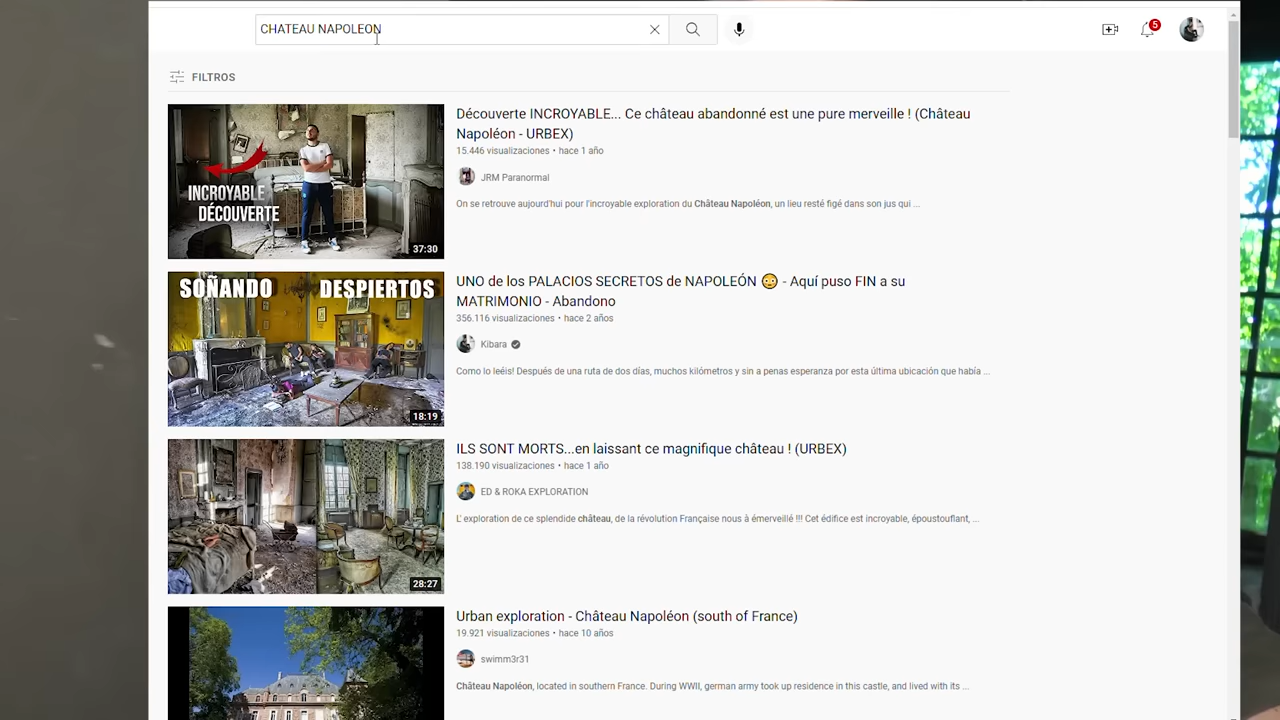 CHATEAU NAPOLEON
5
FILTROS
INCROYABLE
DÉCOUVERTE
37:30
Découverte INCROYABLE... Ce château abandonné est une pure merveille ! (Château
Napoléon - URBEX)
15.446 visualizaciones • hace 1 año
JRM Paranormal
On se retrouve aujourd'hui pour l'incroyable exploration du Château Napoléon, un lieu resté figé dans son jus qui ...
SOÑANDO DESPIERTOS
18:19
UNO de los PALACIOS SECRETOS de NAPOLEÓN 😳 - Aquí puso FIN a su
MATRIMONIO - Abandono
356.116 visualizaciones • hace 2 años
Kibara
Como lo leéis! Después de una ruta de dos días, muchos kilómetros y sin a penas esperanza por esta última ubicación que había ...
28:27
ILS SONT MORTS...en laissant ce magnifique château ! (URBEX)
138.190 visualizaciones • hace 1 año
ED & ROKA EXPLORATION
L' exploration de ce splendide château, de la révolution Française nous à émerveillé !!! Cet édifice est incroyable, époustouflant, ...
Urban exploration - Château Napoléon (south of France)
19.921 visualizaciones • hace 10 años
swimm3r31
Château Napoléon, located in southern France. During WWII, german army took up residence in this castle, and lived with its ...